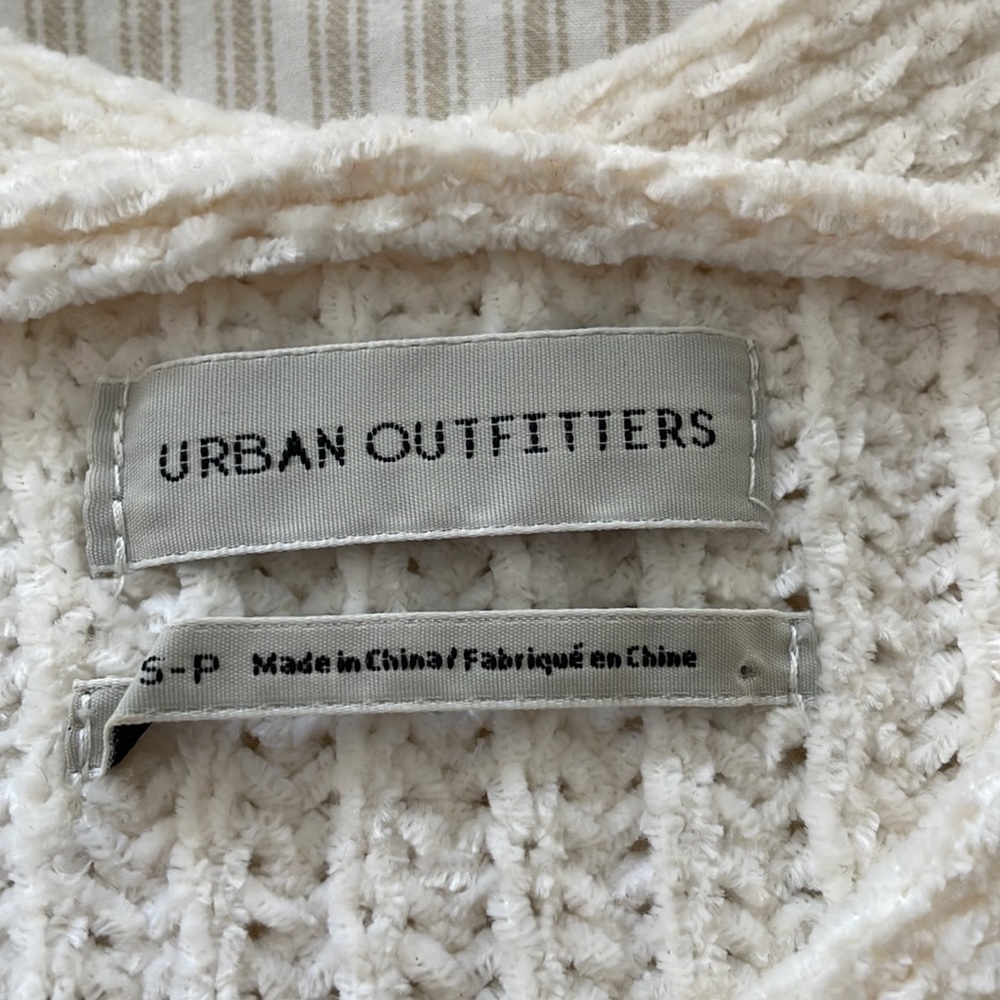 URBAN OUTFITTERS
S-P Made in China/ Fabriqué en Chine